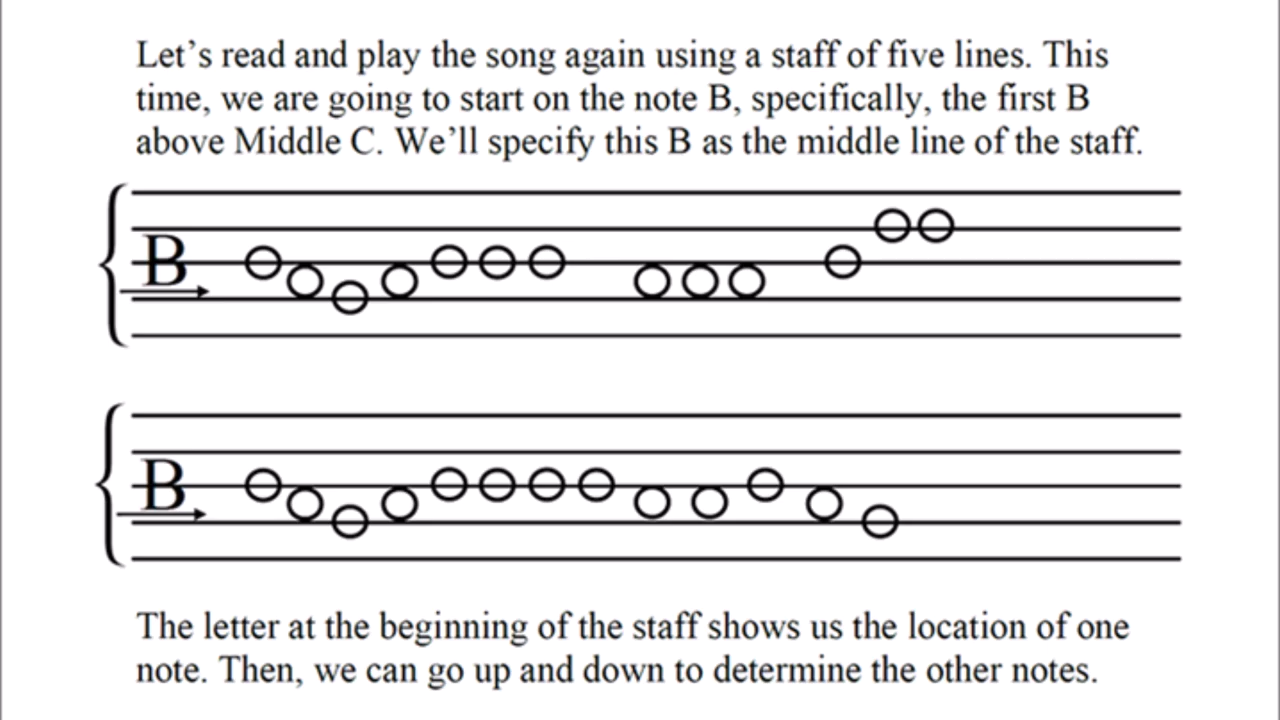 Let’s read and play the song again using a staff of five lines. This
time, we are going to start on the note B, specifically, the first B
above Middle C. We’ll specify this B as the middle line of the staff.
B
B
The letter at the beginning of the staff shows us the location of one
note. Then, we can go up and down to determine the other notes.